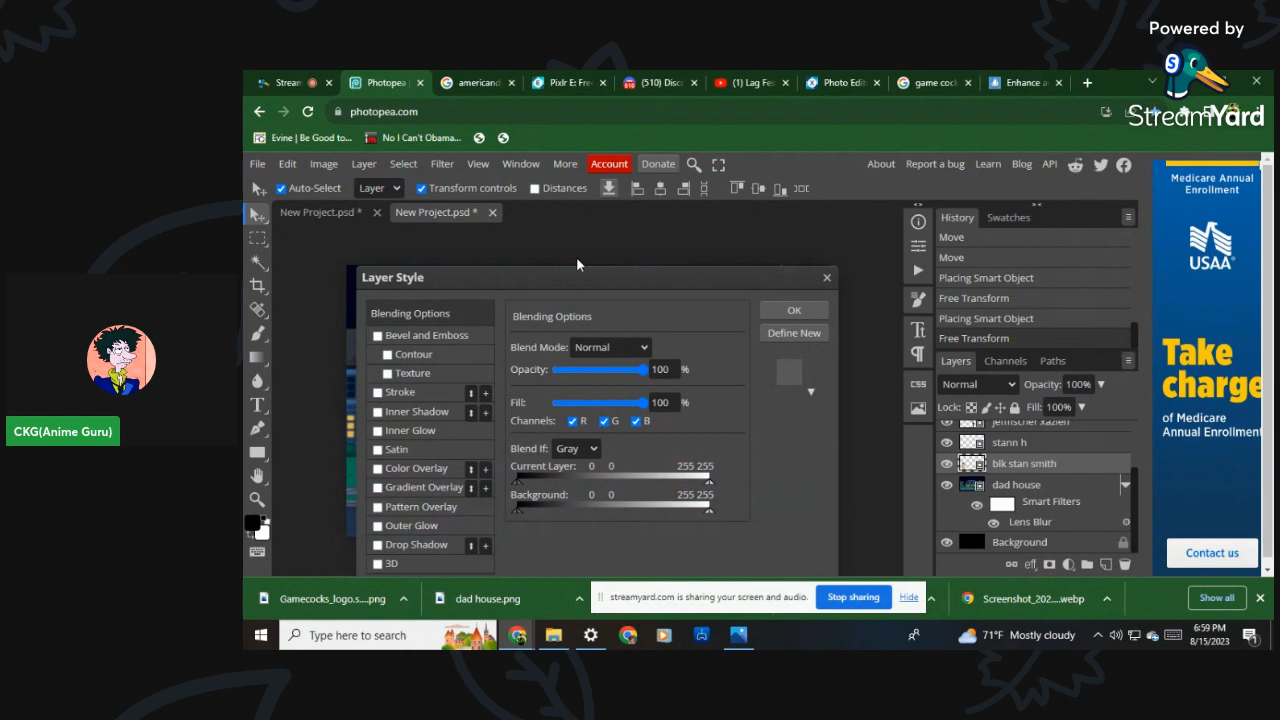 Powered by
StreamYard
Stream
Photopea
americand
Pixlr E: Fre
(510) Disco
(1) Lag Fes
Photo Edit
game cock
Enhance a
photopea.com
Evine | Be Good to...
No I Can't Obama...
File Edit Image Layer Select Filter View Window More Account Donate
About Report a bug Learn Blog API
Auto-Select Layer Transform controls Distances
New Project.psd *
New Project.psd *
Layer Style
Blending Options
Bevel and Emboss
Contour
Texture
Stroke
Inner Shadow
Inner Glow
Satin
Color Overlay
Gradient Overlay
Pattern Overlay
Outer Glow
Drop Shadow
3D
Blending Options
Blend Mode: Normal
Opacity: 100 %
Fill: 100 %
Channels: R G B
Blend If: Gray
Current Layer: 0 0 255 255
Background: 0 0 255 255
OK
Define New
CSS
History Swatches
Move
Move
Placing Smart Object
Free Transform
Placing Smart Object
Free Transform
Layers Channels Paths
Normal Opacity: 100%
Lock: Fill: 100%
stann h
blk stan smith
dad house
Smart Filters
Lens Blur
Background
eff
Medicare Annual
Enrollment
USAA®
Take
charge
of Medicare
Annual Enrollment
Contact us
CKG(Anime Guru)
Gamecocks_logo.s....png
dad house.png
streamyard.com is sharing your screen and audio.
Stop sharing
Hide
Screenshot_202....webp
Show all
Type here to search
71°F Mostly cloudy
6:59 PM
8/15/2023
1